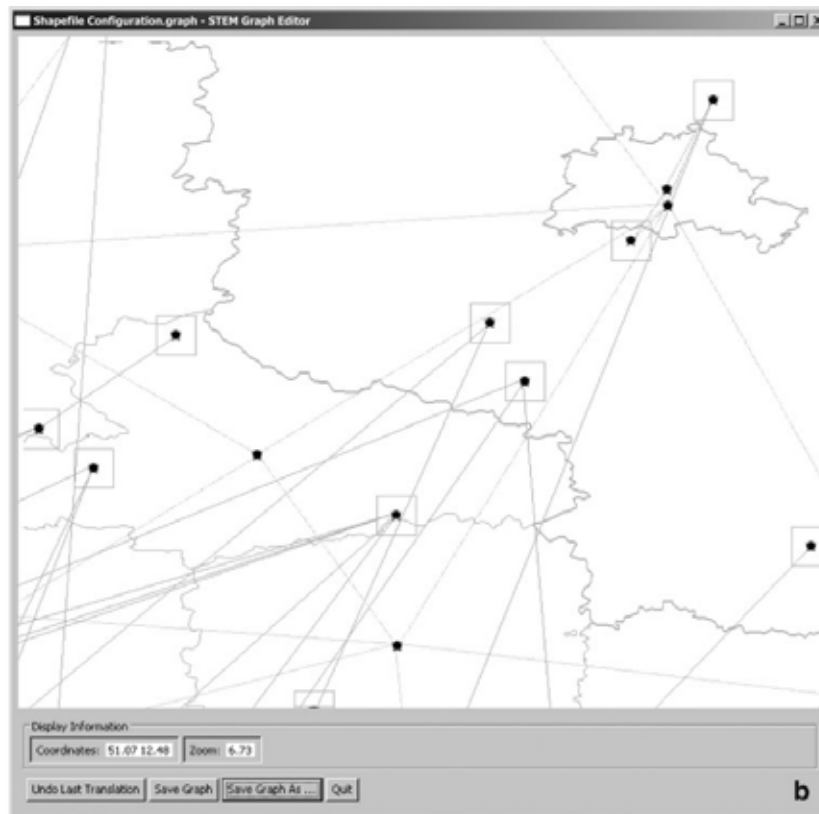 Shapefile Configuration.graph - STEM Graph Editor
Display Information
Coordinates: 51.07 12.48 Zoom: 6.73
Undo Last Translation Save Graph Save Graph As .... Quit
b